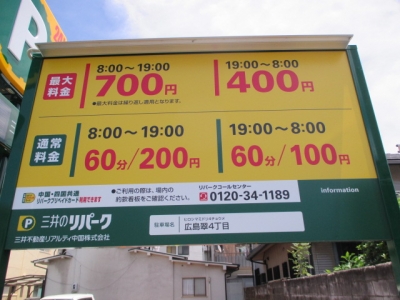 P
最大料金
8:00〜19:00
700円
●最大料金は繰り返し適用となります。
19:00〜8:00
400円
通常料金
8:00〜19:00
60分/200円
19:00〜8:00
60分/100円
中国・四国共通
リパークプリペイドカード利用できます
●ご利用の際は、場内の
約款看板をご確認ください。
リパークコールセンター
0120-34-1189
information
P 三井のリパーク
三井不動産リアルティ中国株式会社
駐車場名
広島翠4丁目